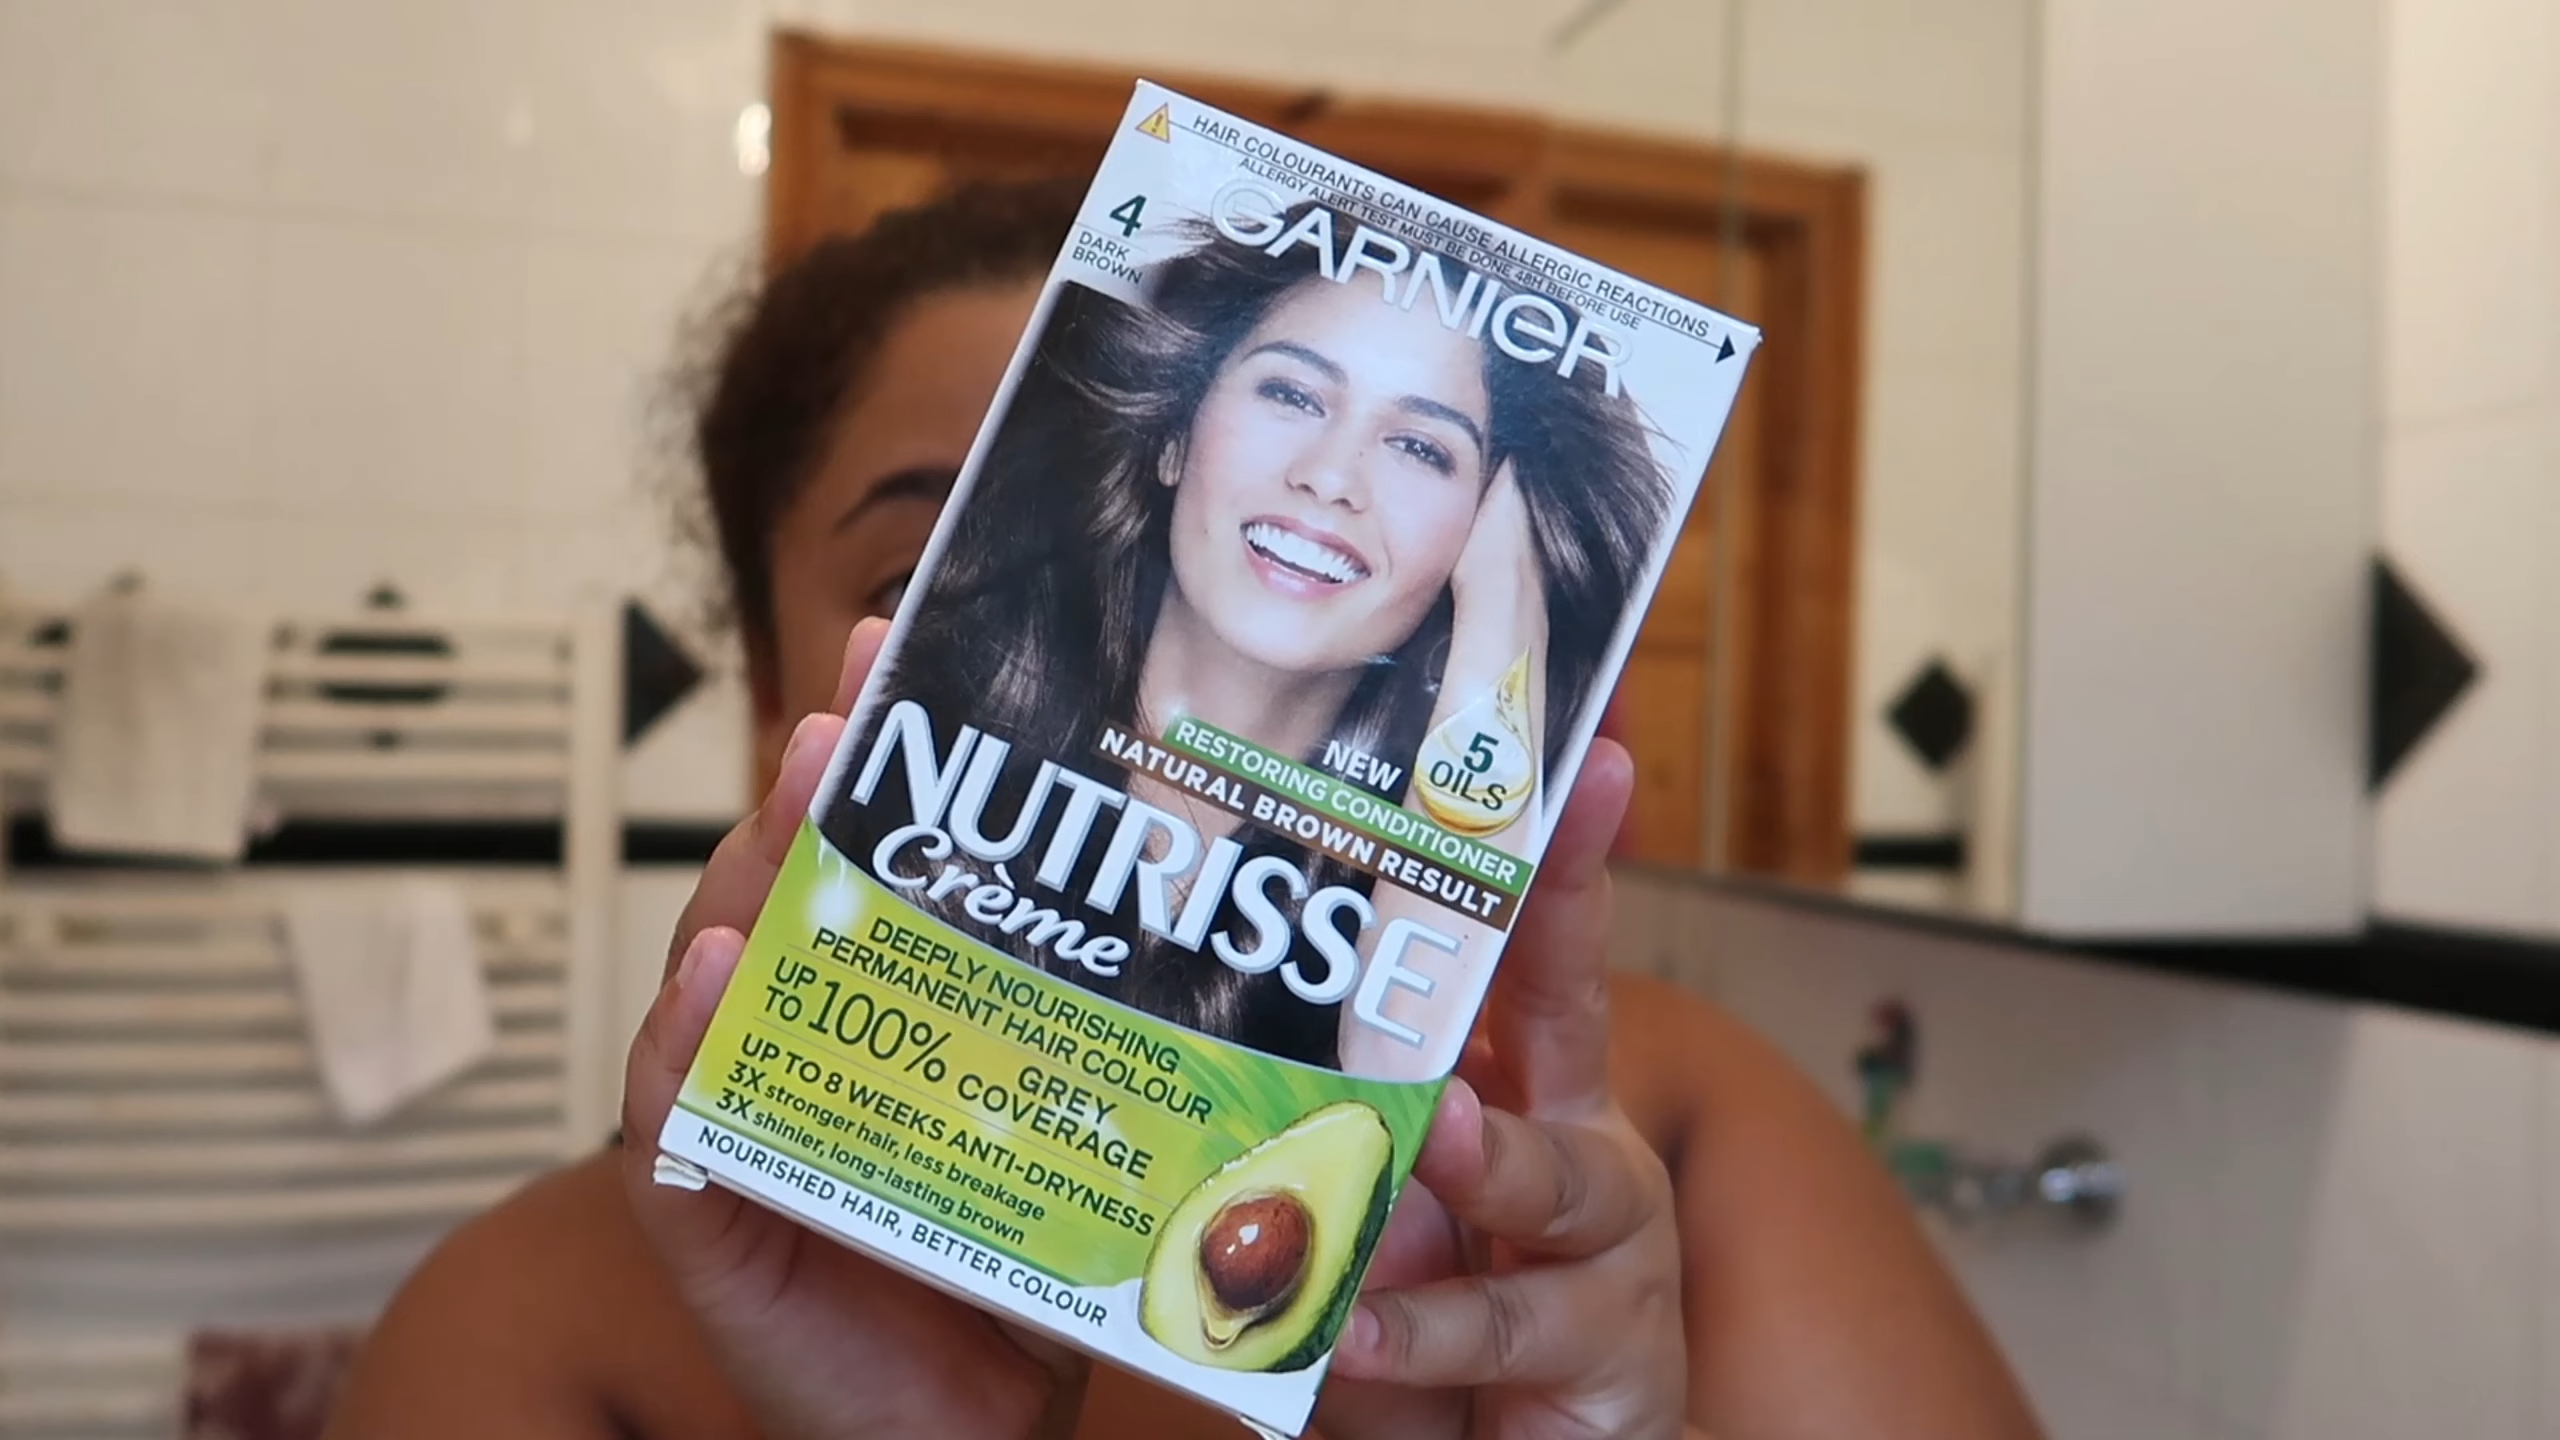 HAIR COLOURANTS CAN CAUSE ALLERGIC REACTIONS
ALLERGY ALERT TEST MUST BE DONE 48H BEFORE USE
4
DARK
BROWN
GARNIER
NEW
RESTORING CONDITIONER
NATURAL BROWN RESULT
5
OILS
NUTRISSE
Crème
DEEPLY NOURISHING
PERMANENT HAIR COLOUR
UP
TO 100% GREY
COVERAGE
UP TO 8 WEEKS ANTI-DRYNESS
3X stronger hair, less breakage
3X shinier, long-lasting brown
NOURISHED HAIR, BETTER COLOUR